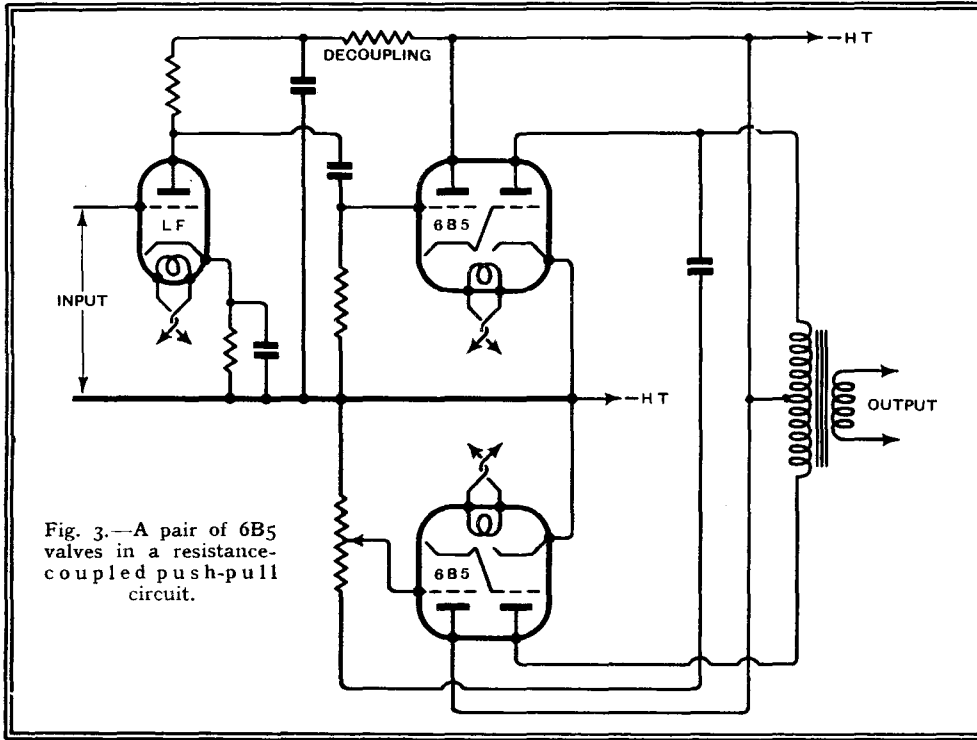 -HT
DECOUPLING
LF
6B5
INPUT
-HT
OUTPUT
6B5
Fig. 3.—A pair of 6B5
valves in a resistance-
coupled push-pull
circuit.